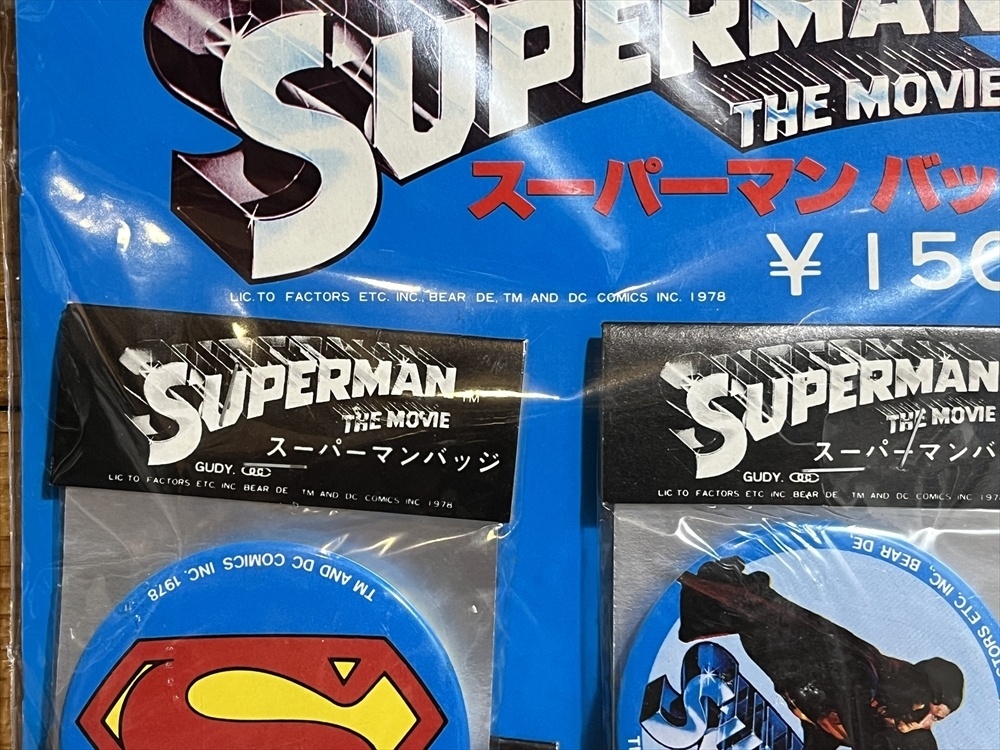 SUPERMAN
THE MOVIE
スーパーマン バッ
¥150
LIC. TO FACTORS ETC. INC., BEAR DE, TM AND DC COMICS INC. 1978
SUPERMAN TM
THE MOVIE
スーパーマンバッジ
GUDY.
LIC TO FACTORS ETC. INC BEAR DE TM AND DC COMICS INC 1978
TM AND DC COMICS INC. 1978
SUPERMAN
THE MOVIE
スーパーマンバ
GUDY.
LIC TO FACTORS ETC INC BEAR DE, TM AND DC COMICS INC 197
ETC. INC, BEAR DE,